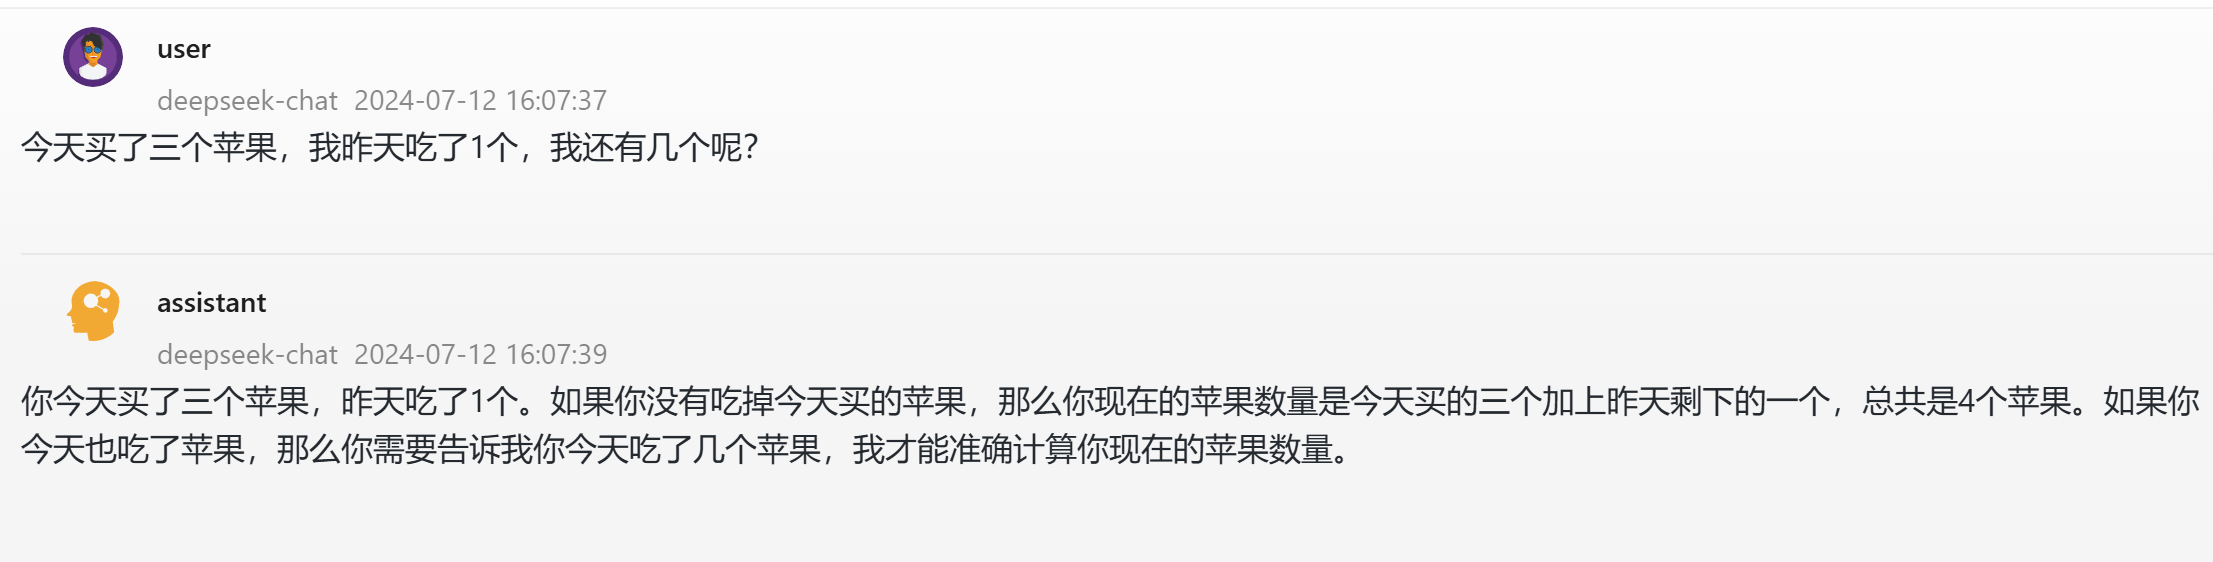 user
deepseek-chat 2024-07-12 16:07:37
今天买了三个苹果，我昨天吃了1个，我还有几个呢？
assistant
deepseek-chat 2024-07-12 16:07:39
你今天买了三个苹果，昨天吃了1个。如果你没有吃掉今天买的苹果，那么你现在的苹果数量是今天买的三个加上昨天剩下的一个，总共是4个苹果。如果你
今天也吃了苹果，那么你需要告诉我你今天吃了几个苹果，我才能准确计算你现在的苹果数量。